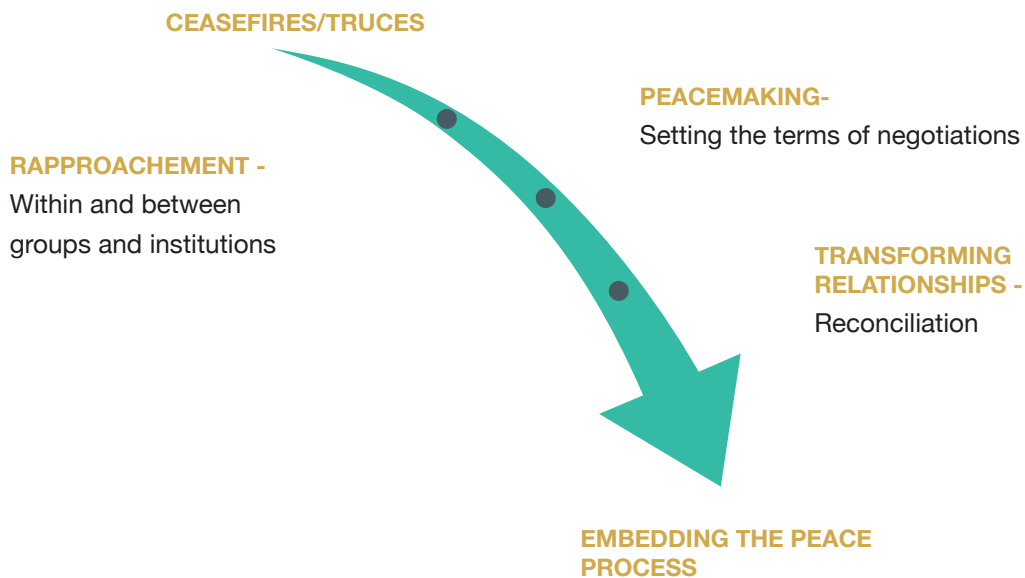 CEASEFIRES/TRUCES
PEACEMAKING-
Setting the terms of negotiations
RAPPROACHEMENT -
Within and between
groups and institutions
TRANSFORMING
RELATIONSHIPS -
Reconciliation
EMBEDDING THE PEACE
PROCESS